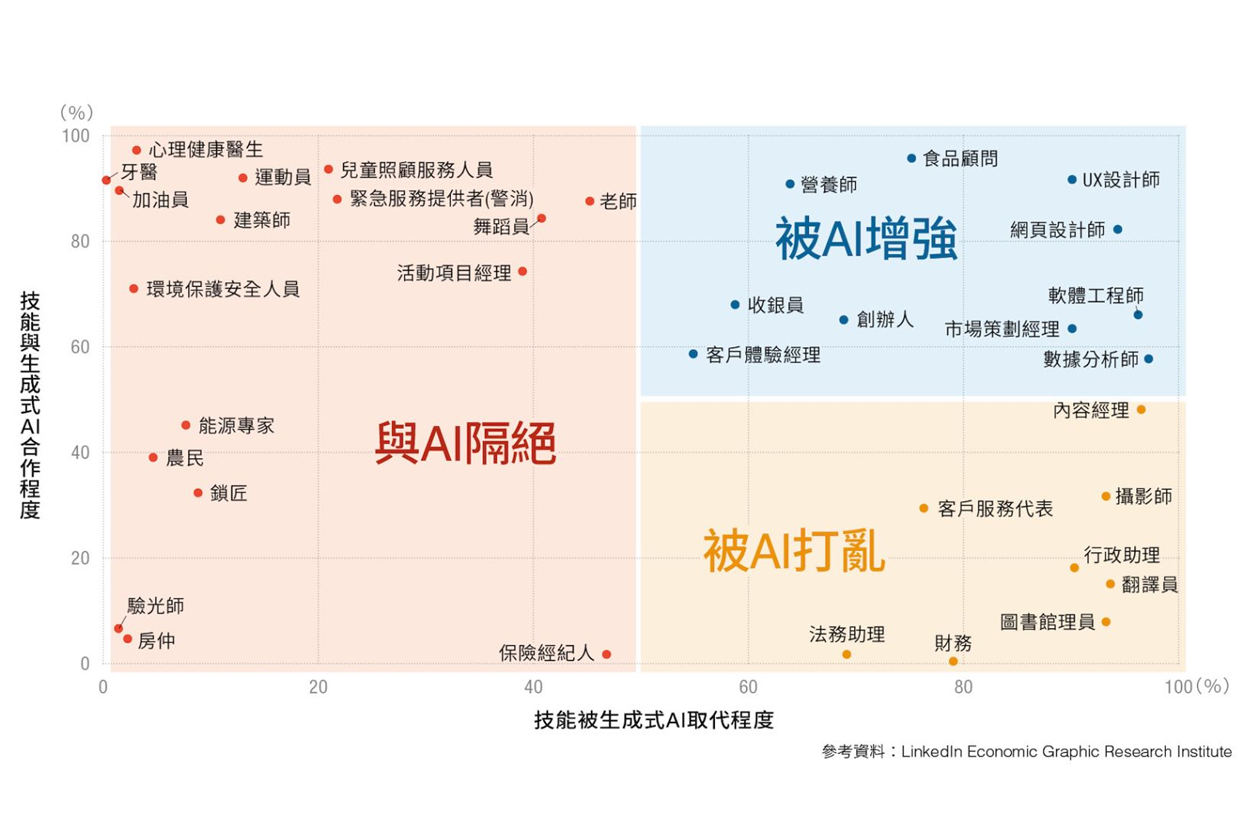 (%)
100
80
60
40
20
0
技能與生成式AI合作程度
心理健康醫生
牙醫
加油員
運動員
建築師
兒童照顧服務人員
緊急服務提供者(警消)
老師
舞蹈員
活動項目經理
環境保護安全人員
能源專家
農民
鎖匠
與AI隔絕
驗光師
房仲
保險經紀人
食品顧問
營養師
UX設計師
被AI增強
網頁設計師
軟體工程師
收銀員
創辦人
市場策劃經理
客戶體驗經理
數據分析師
內容經理
攝影師
客戶服務代表
被AI打亂
行政助理
翻譯員
圖書館理員
法務助理
財務
0 20 40 60 80 100(%)
技能被生成式AI取代程度
參考資料：LinkedIn Economic Graphic Research Institute